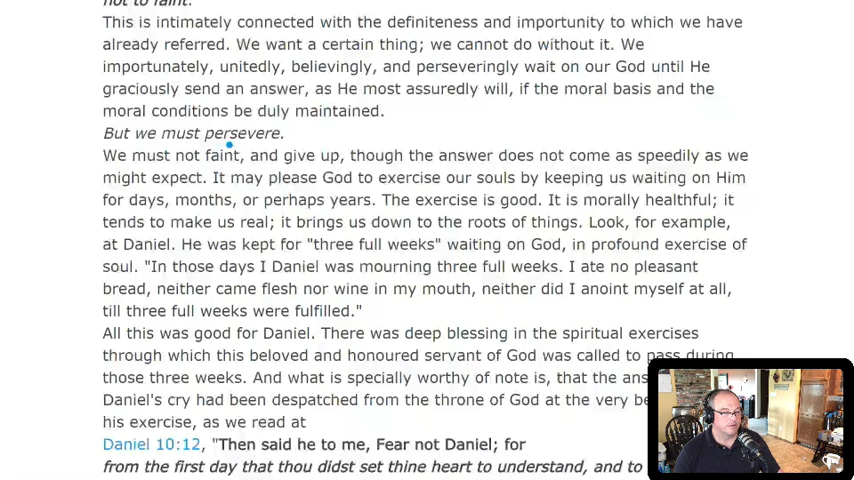 not to faint.
This is intimately connected with the definiteness and importunity to which we have
already referred. We want a certain thing; we cannot do without it. We
importunately, unitedly, believingly, and perseveringly wait on our God until He
graciously send an answer, as He most assuredly will, if the moral basis and the
moral conditions be duly maintained.
But we must persevere.
We must not faint, and give up, though the answer does not come as speedily as we
might expect. It may please God to exercise our souls by keeping us waiting on Him
for days, months, or perhaps years. The exercise is good. It is morally healthful; it
tends to make us real; it brings us down to the roots of things. Look, for example,
at Daniel. He was kept for "three full weeks" waiting on God, in profound exercise of
soul. "In those days I Daniel was mourning three full weeks. I ate no pleasant
bread, neither came flesh nor wine in my mouth, neither did I anoint myself at all,
till three full weeks were fulfilled."
All this was good for Daniel. There was deep blessing in the spiritual exercises
through which this beloved and honoured servant of God was called to pass during
those three weeks. And what is specially worthy of note is, that the
Daniel's cry had been despatched from the throne of God at the very
his exercise, as we read at
Daniel 10:12, "Then said he to me, Fear not Daniel; for
from the first day that thou didst set thine heart to understand, and to